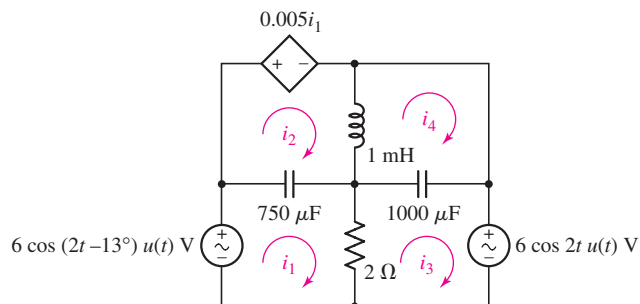 0.005i₁
+ −
i₂
i₄
1 mH
750 μF
1000 μF
6 cos (2t –13°) u(t) V
+
−
i₁
2 Ω
i₃
+
−
6 cos 2t u(t) V